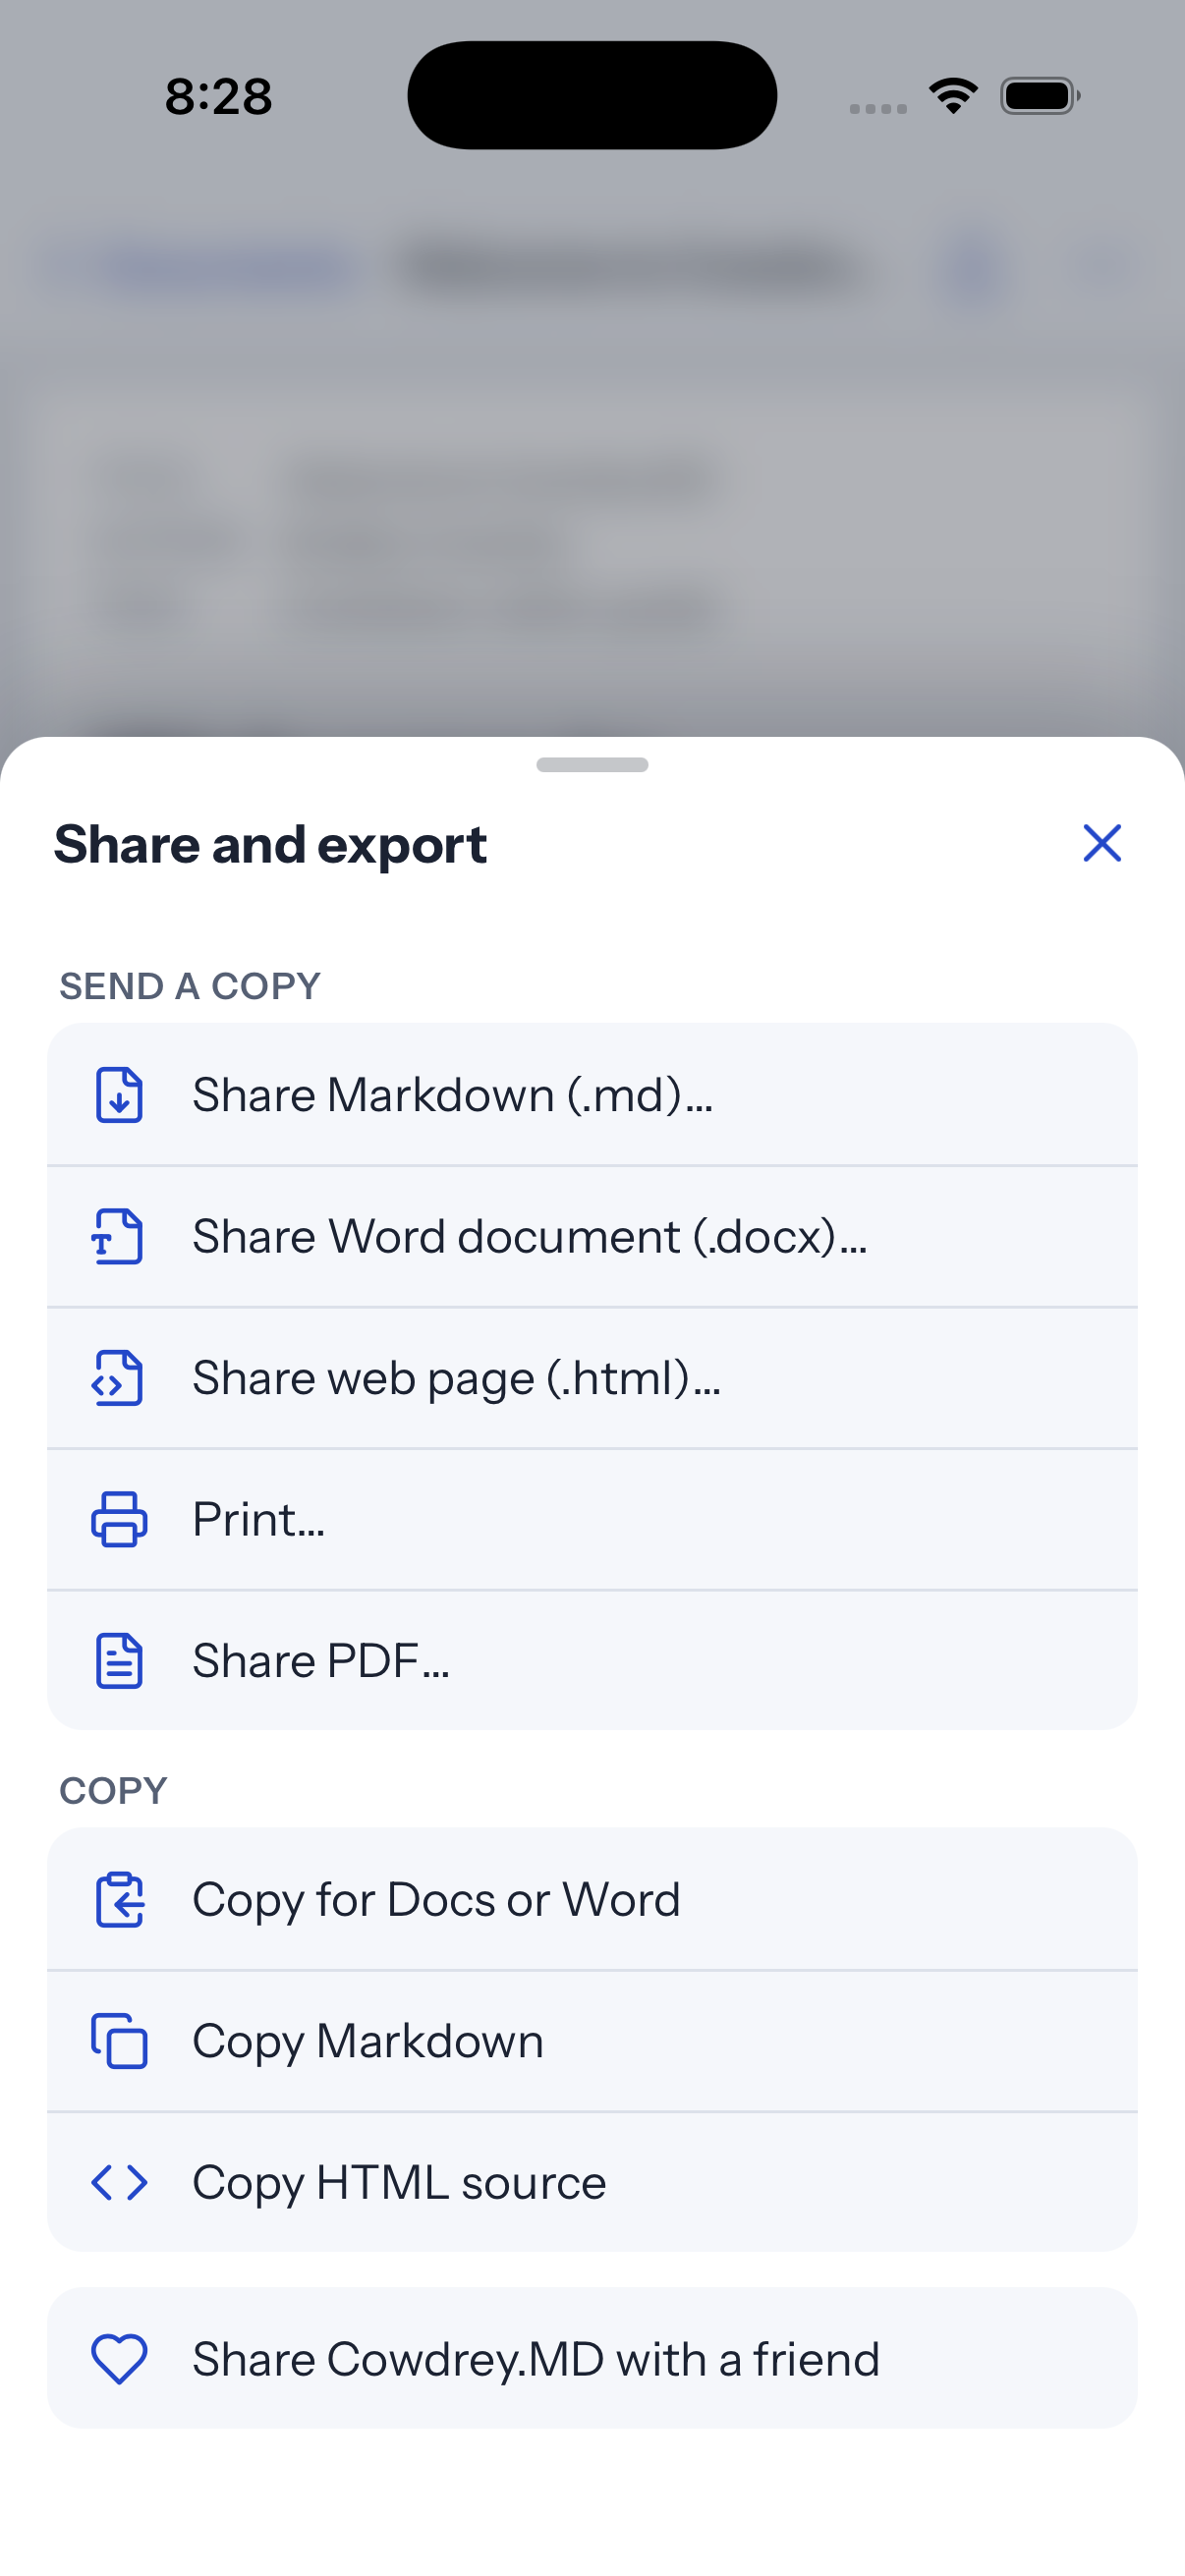 8:28
Share and export
SEND A COPY
Share Markdown (.md)...
Share Word document (.docx)...
Share web page (.html)...
Print...
Share PDF...
COPY
Copy for Docs or Word
Copy Markdown
Copy HTML source
Share Cowdrey.MD with a friend